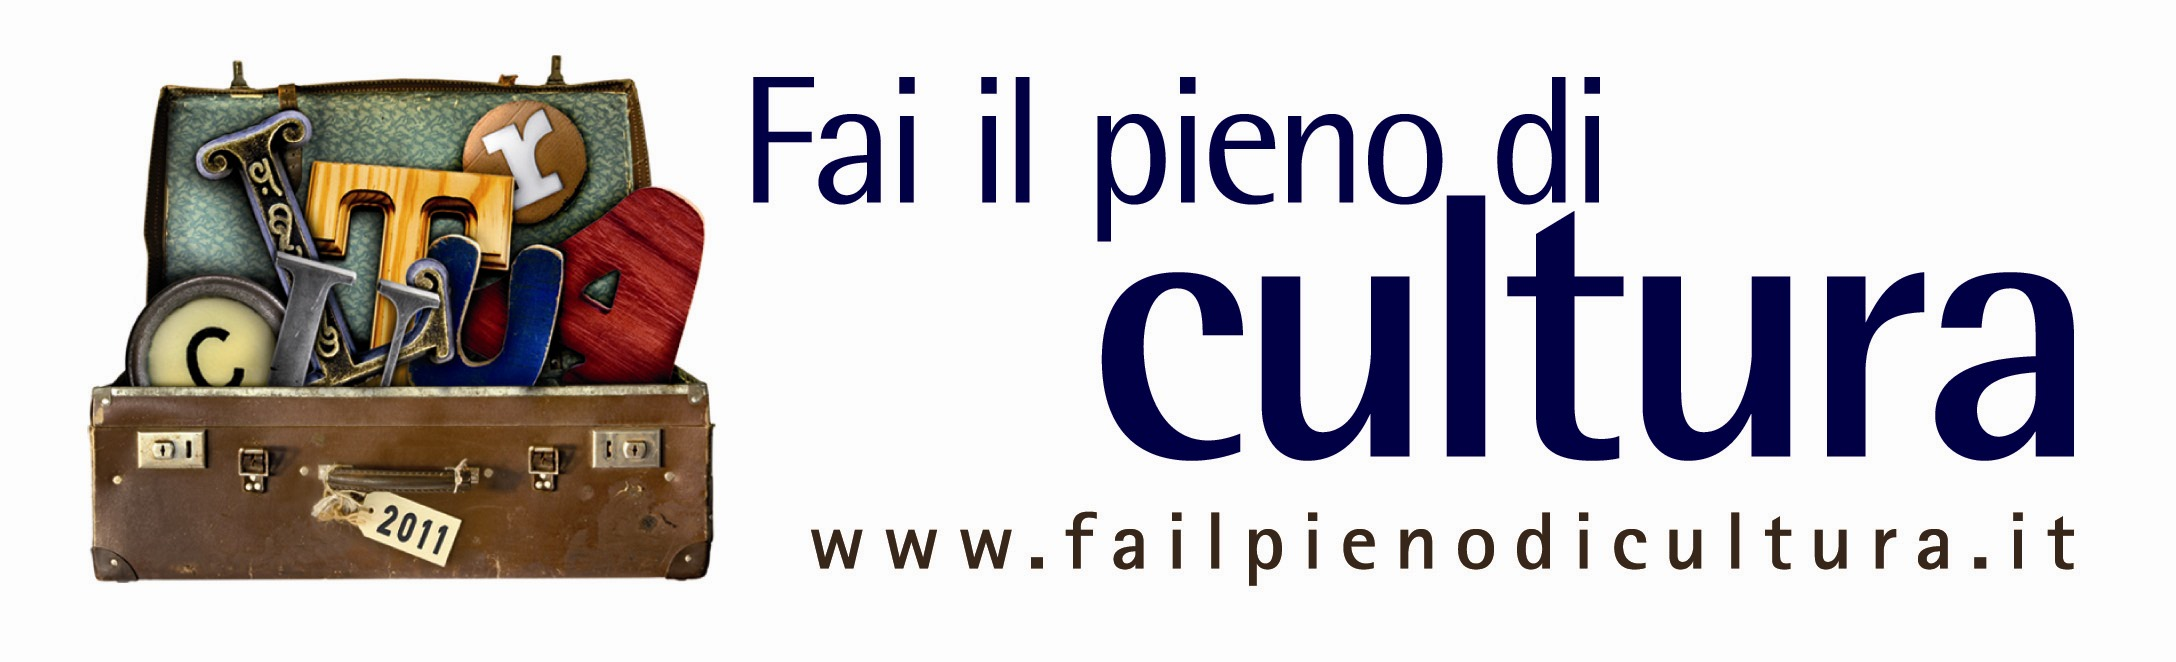 Fai il pieno di
cultura
www.failpienodicultura.it
r
L
T
C
L
U
U
A
2011